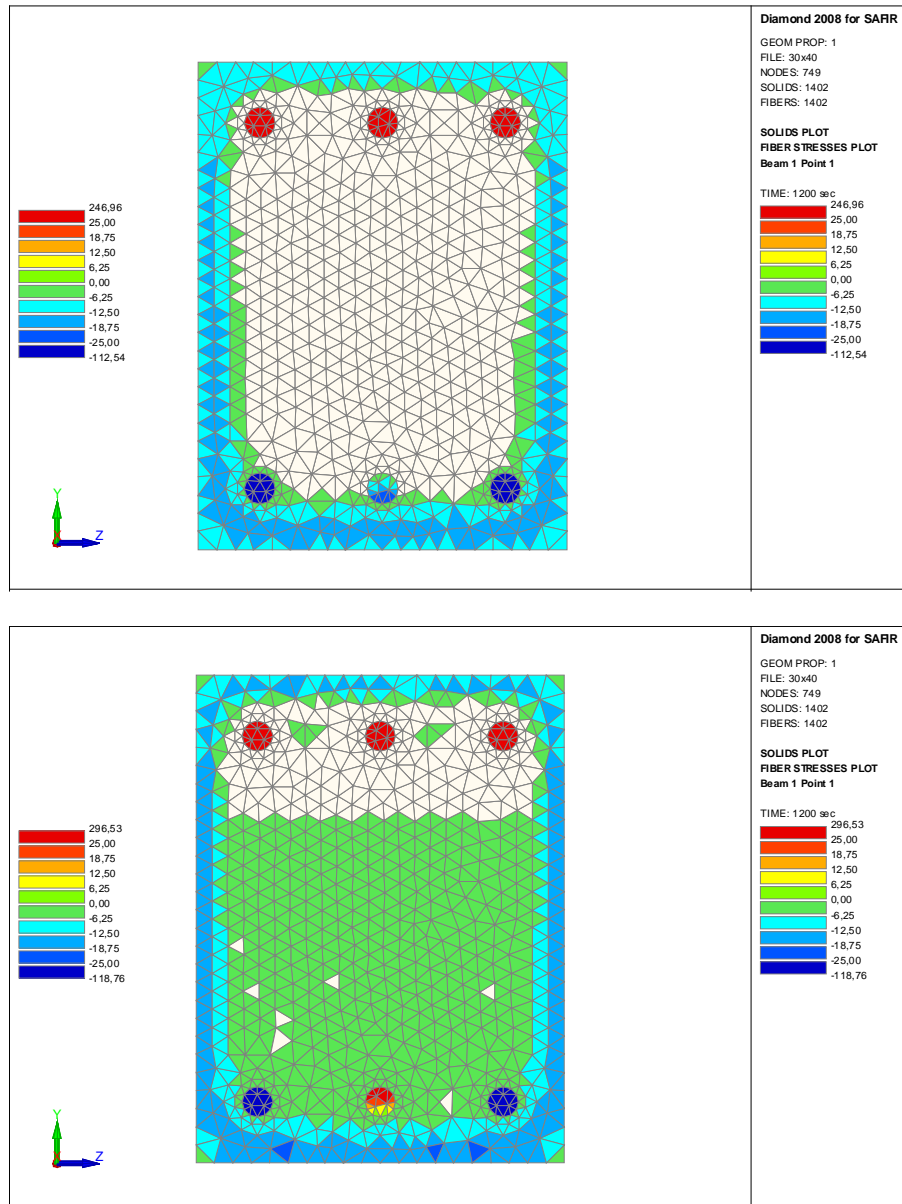 Diamond 2008 for SAFIR
GEOM PROP: 1
FILE: 30x40
NODES: 749
SOLIDS: 1402
FIBERS: 1402
SOLIDS PLOT
FIBER STRESSES PLOT
Beam 1 Point 1
TIME: 1200 sec
246,96
25,00
18,75
12,50
6,25
0,00
-6,25
-12,50
-18,75
-25,00
-112,54
246,96
25,00
18,75
12,50
6,25
0,00
-6,25
-12,50
-18,75
-25,00
-112,54
Y
Z
Diamond 2008 for SAFIR
GEOM PROP: 1
FILE: 30x40
NODES: 749
SOLIDS: 1402
FIBERS: 1402
SOLIDS PLOT
FIBER STRESSES PLOT
Beam 1 Point 1
TIME: 1200 sec
296,53
25,00
18,75
12,50
6,25
0,00
-6,25
-12,50
-18,75
-25,00
-118,76
296,53
25,00
18,75
12,50
6,25
0,00
-6,25
-12,50
-18,75
-25,00
-118,76
Y
Z